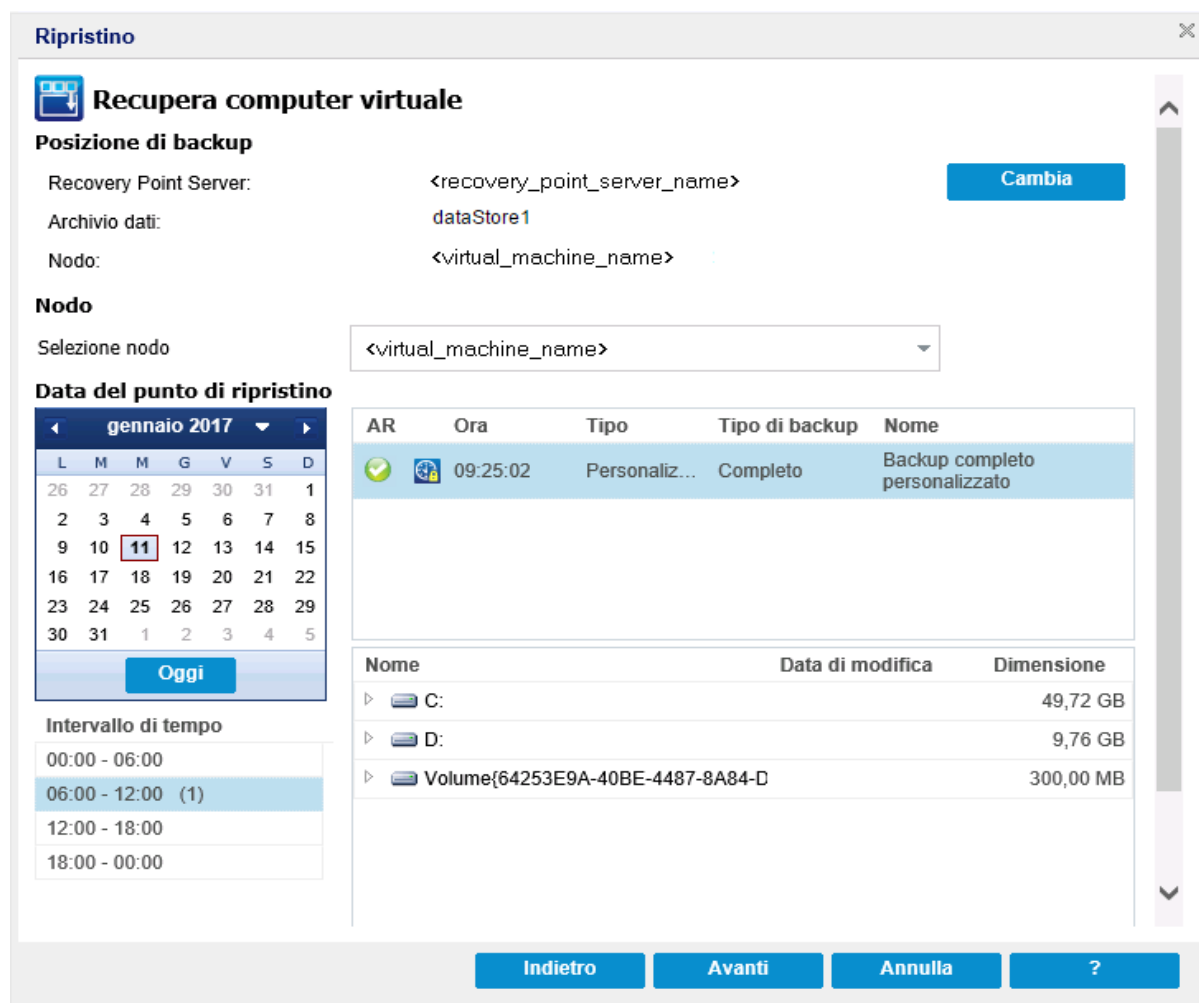 Ripristino
Recupera computer virtuale
Posizione di backup
Recovery Point Server: <recovery_point_server_name> Cambia
Archivio dati: dataStore1
Nodo: <virtual_machine_name>
Nodo
Selezione nodo <virtual_machine_name>
Data del punto di ripristino
gennaio 2017
L M M G V S D
26 27 28 29 30 31 1
2 3 4 5 6 7 8
9 10 11 12 13 14 15
16 17 18 19 20 21 22
23 24 25 26 27 28 29
30 31 1 2 3 4 5
Oggi
Intervallo di tempo
00:00 - 06:00
06:00 - 12:00 (1)
12:00 - 18:00
18:00 - 00:00
AR Ora Tipo Tipo di backup Nome
09:25:02 Personaliz... Completo Backup completo
personalizzato
Nome Data di modifica Dimensione
C: 49,72 GB
D: 9,76 GB
Volume{64253E9A-40BE-4487-8A84-D 300,00 MB
Indietro Avanti Annulla ?